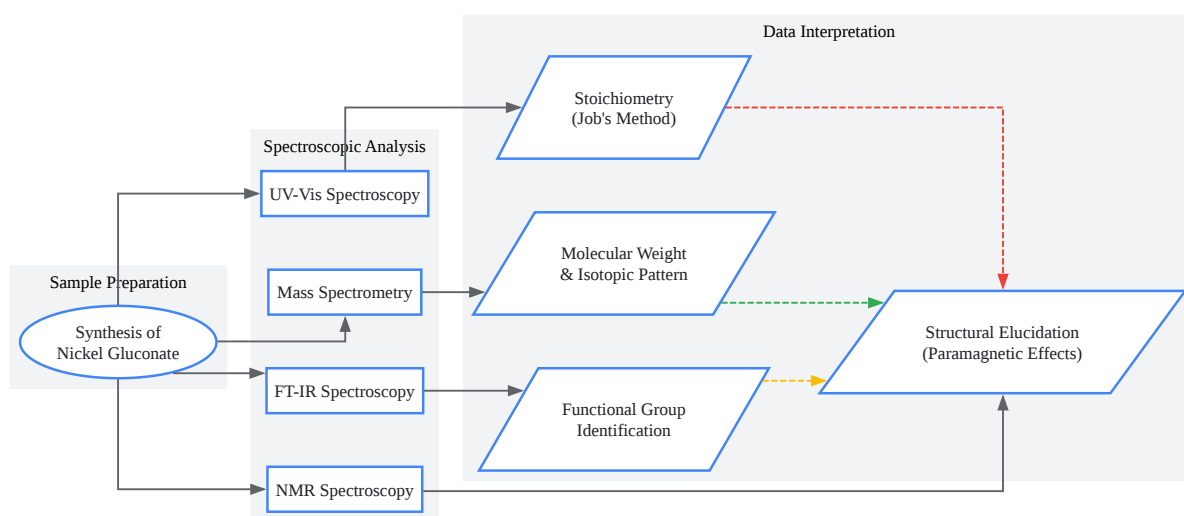 Data Interpretation
Stoichiometry
(Job's Method)
Spectroscopic Analysis
UV-Vis Spectroscopy
Molecular Weight
& Isotopic Pattern
Sample Preparation
Mass Spectrometry
Synthesis of
Nickel Gluconate
Structural Elucidation
(Paramagnetic Effects)
FT-IR Spectroscopy
Functional Group
Identification
NMR Spectroscopy